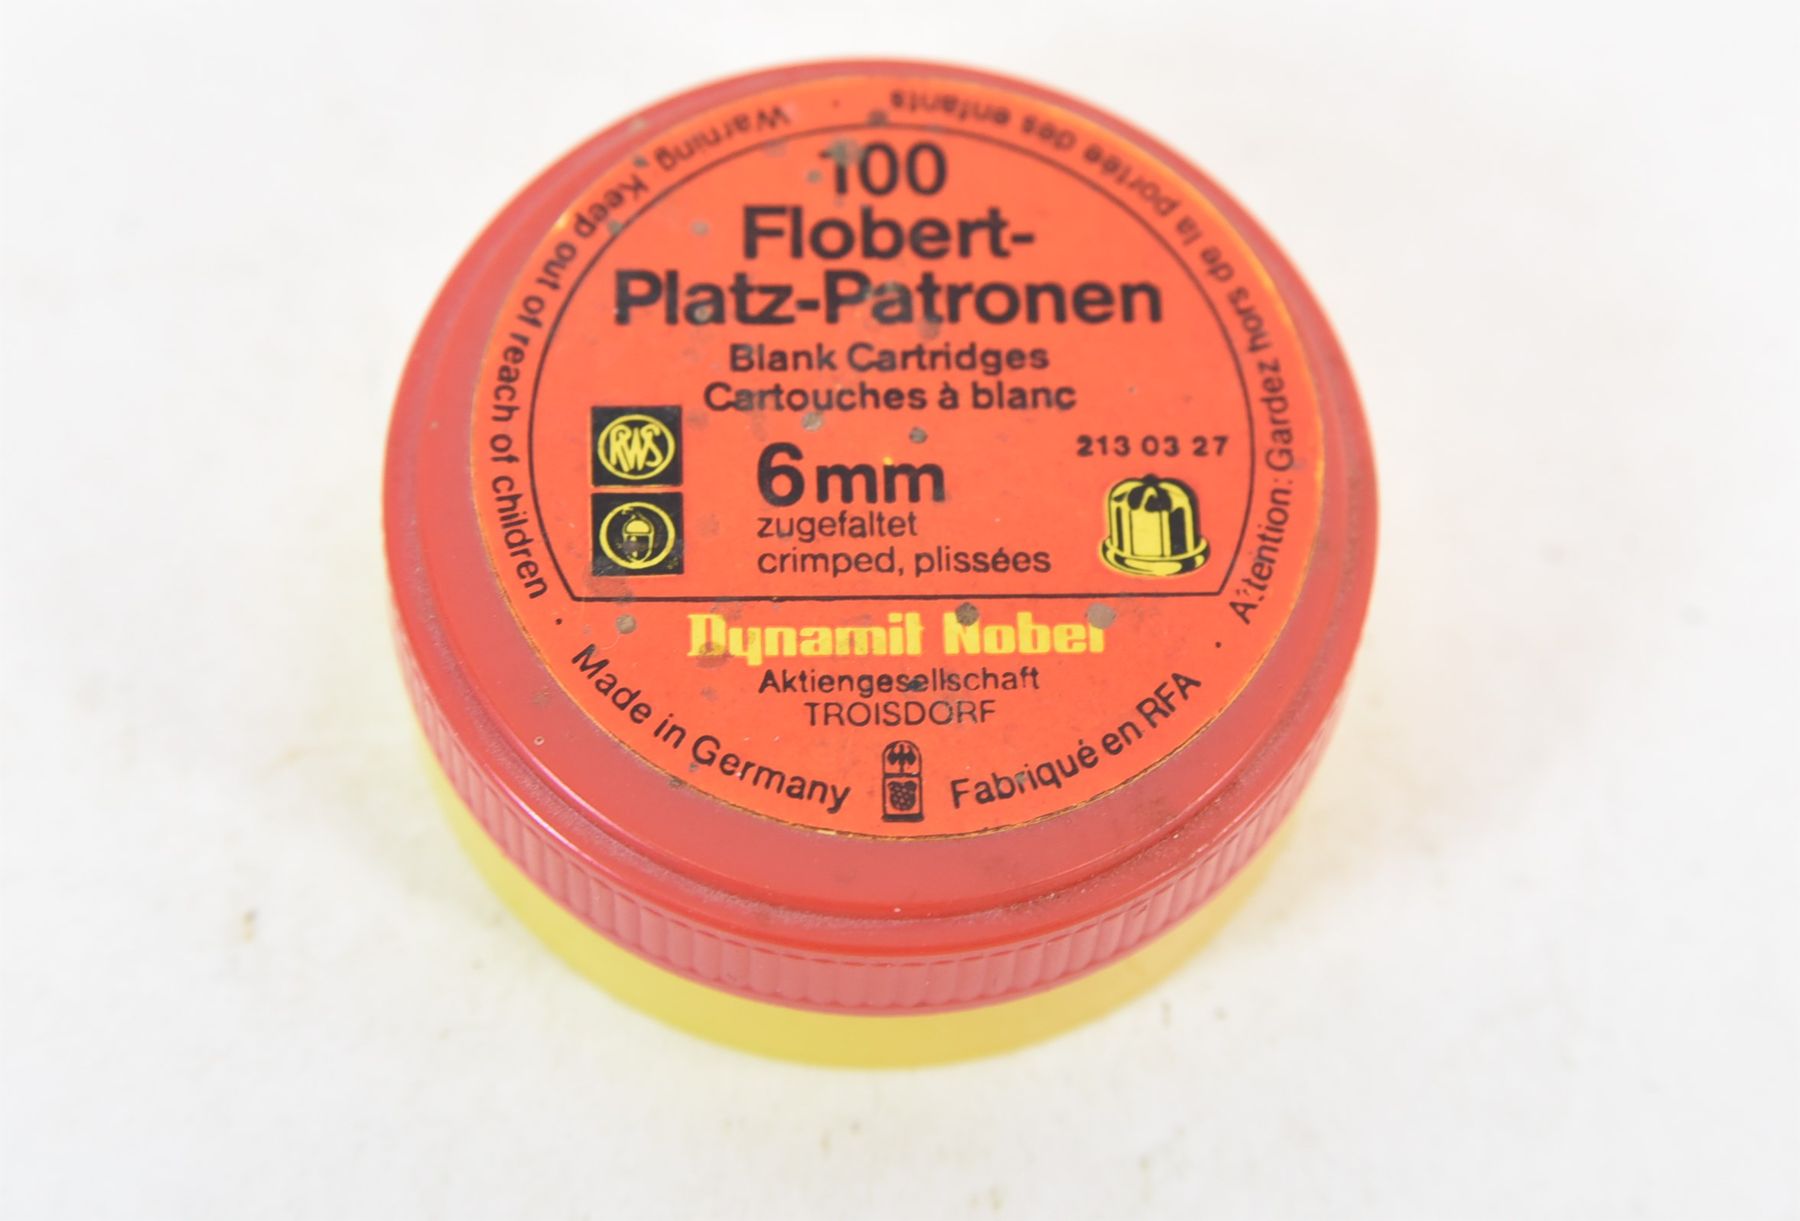 100
Flobert-
Platz-Patronen
Blank Cartridges
Cartouches à blanc
RWS
213 03 27
6 mm
zugefaltet
crimped, plissées
Dynamit Nobel
Aktiengesellschaft
TROISDORF
Warning. Keep out of reach of children
Attention: Gardez hors de la portée des enfants
Made in Germany
Fabriqué en RFA